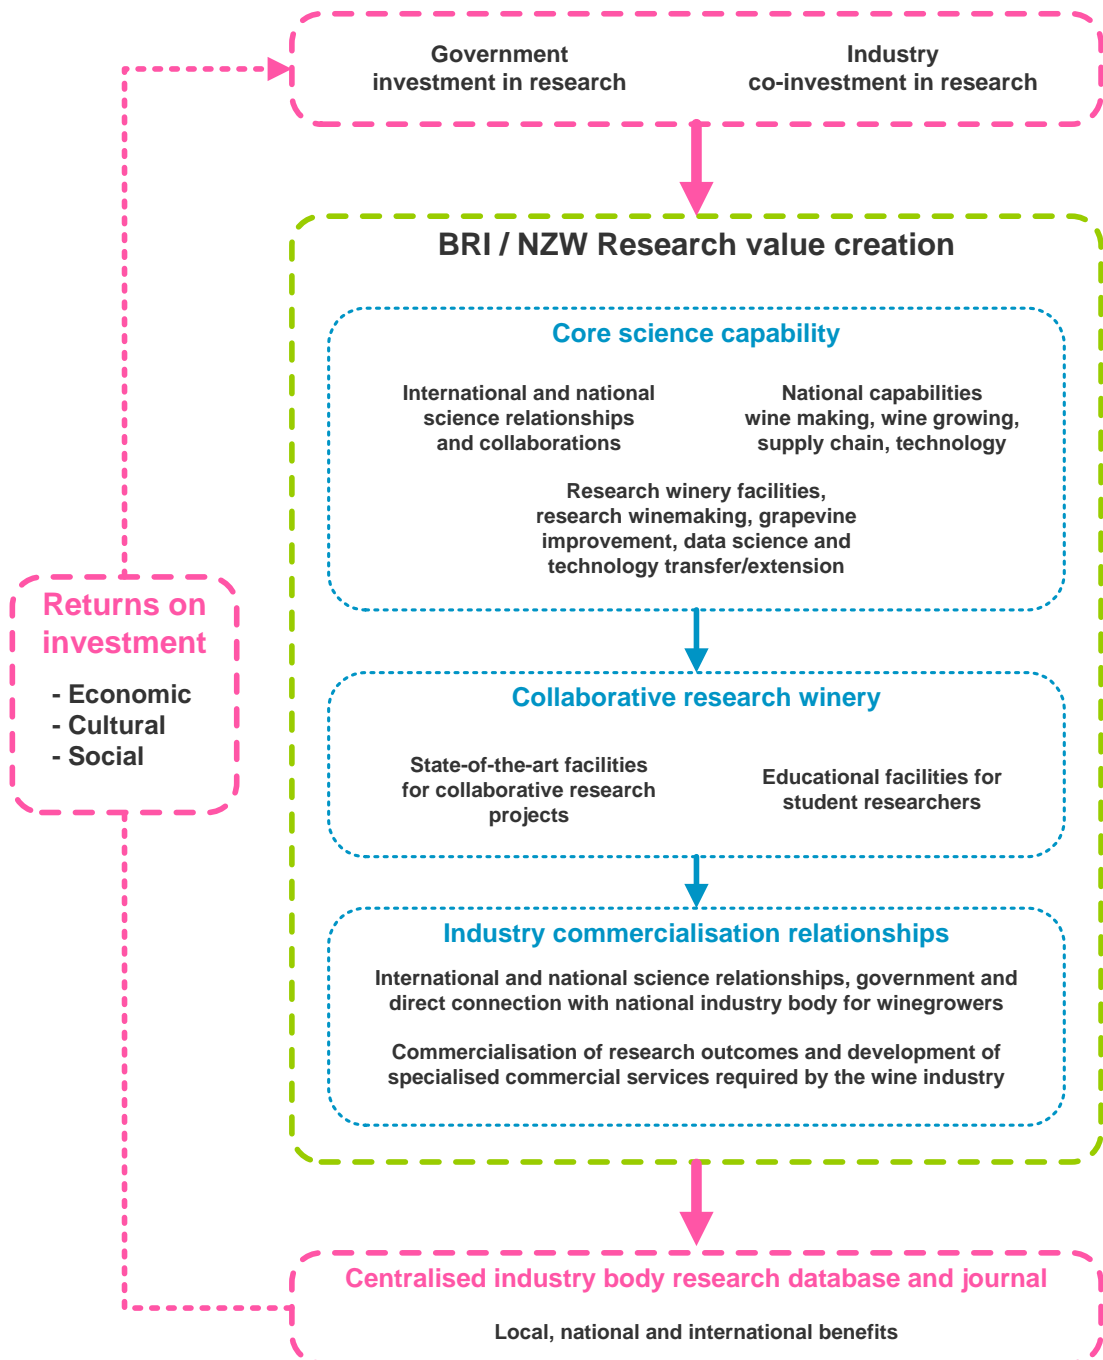 Government
investment in research
Industry
co-investment in research
BRI / NZW Research value creation
Core science capability
International and national
science relationships
and collaborations
National capabilities
wine making, wine growing,
supply chain, technology
Research winery facilities,
research winemaking, grapevine
improvement, data science and
technology transfer/extension
Returns on
investment
- Economic
- Cultural
- Social
Collaborative research winery
State-of-the-art facilities
for collaborative research
projects
Educational facilities for
student researchers
Industry commercialisation relationships
International and national science relationships, government and
direct connection with national industry body for winegrowers
Commercialisation of research outcomes and development of
specialised commercial services required by the wine industry
Centralised industry body research database and journal
Local, national and international benefits